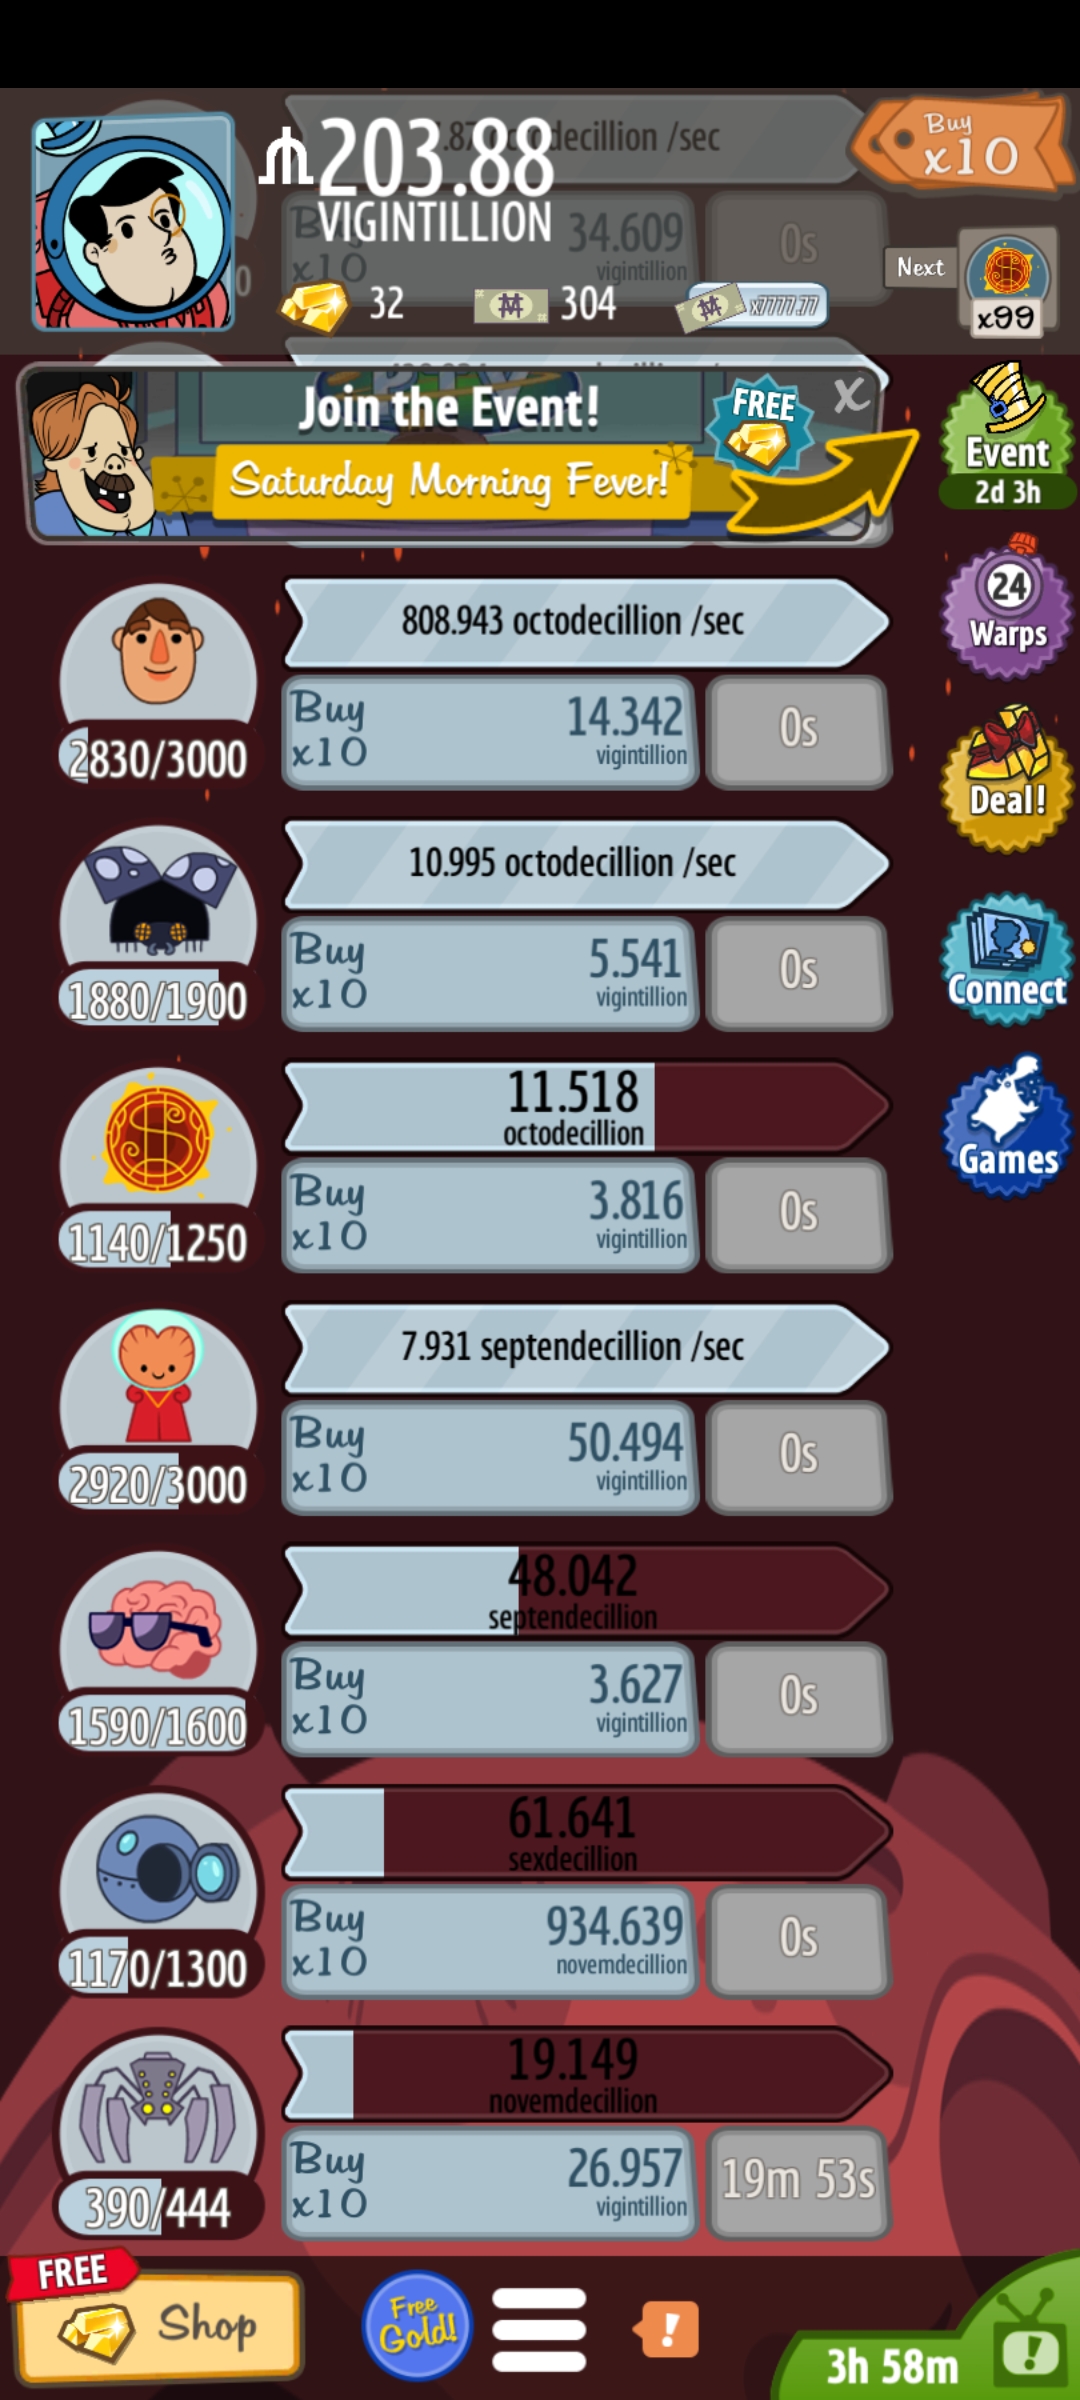 203.88
VIGINTILLION
Buy
x10
decillion /sec
Buy
x10
34.609
vigintillion
0s
32
304
x7777.77
Next
x99
Join the Event!
Saturday Morning Fever!
FREE
X
Event
2d 3h
808.943 octodecillion /sec
Buy
x10
14.342
vigintillion
0s
2830/3000
24
Warps
Deal!
10.995 octodecillion /sec
Buy
x10
5.541
vigintillion
0s
1880/1900
Connect
11.518
octodecillion
Buy
x10
3.816
vigintillion
0s
1140/1250
Games
7.931 septendecillion /sec
Buy
x10
50.494
vigintillion
0s
2920/3000
48.042
septendecillion
Buy
x10
3.627
vigintillion
0s
1590/1600
61.641
sexdecillion
Buy
x10
934.639
novemdecillion
0s
1170/1300
19.149
novemdecillion
Buy
x10
26.957
vigintillion
19m 53s
390/444
FREE
Shop
Free
Gold!
!
3h 58m
!